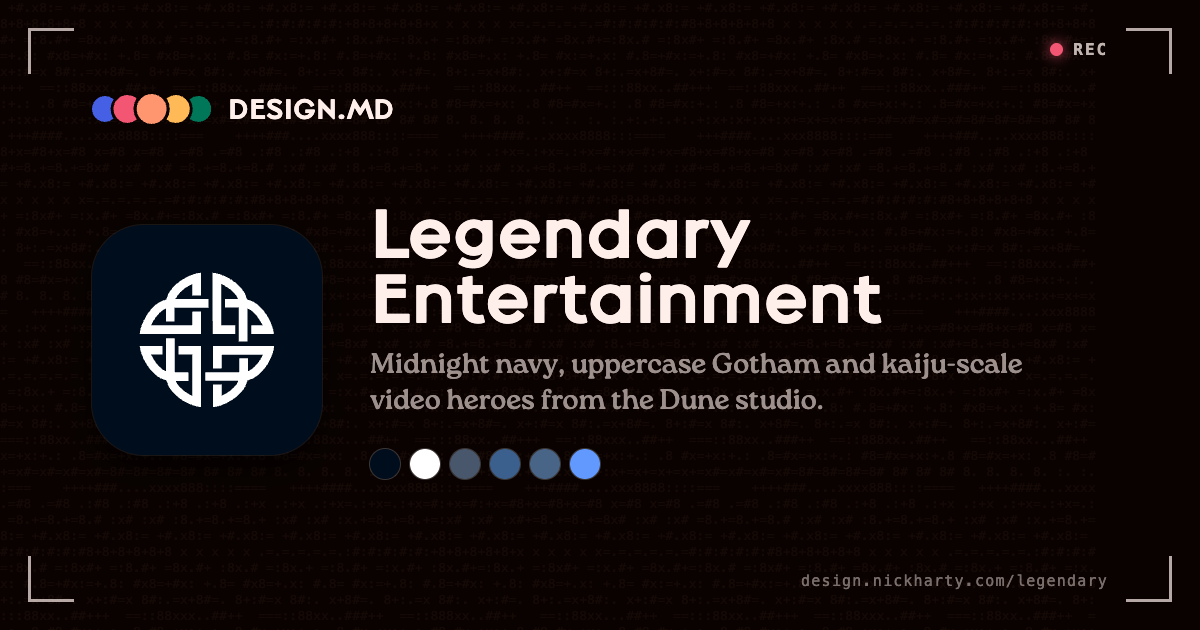 REC
DESIGN.MD
Legendary
Entertainment
Midnight navy, uppercase Gotham and kaiju-scale
video heroes from the Dune studio.
design.nickharty.com/legendary